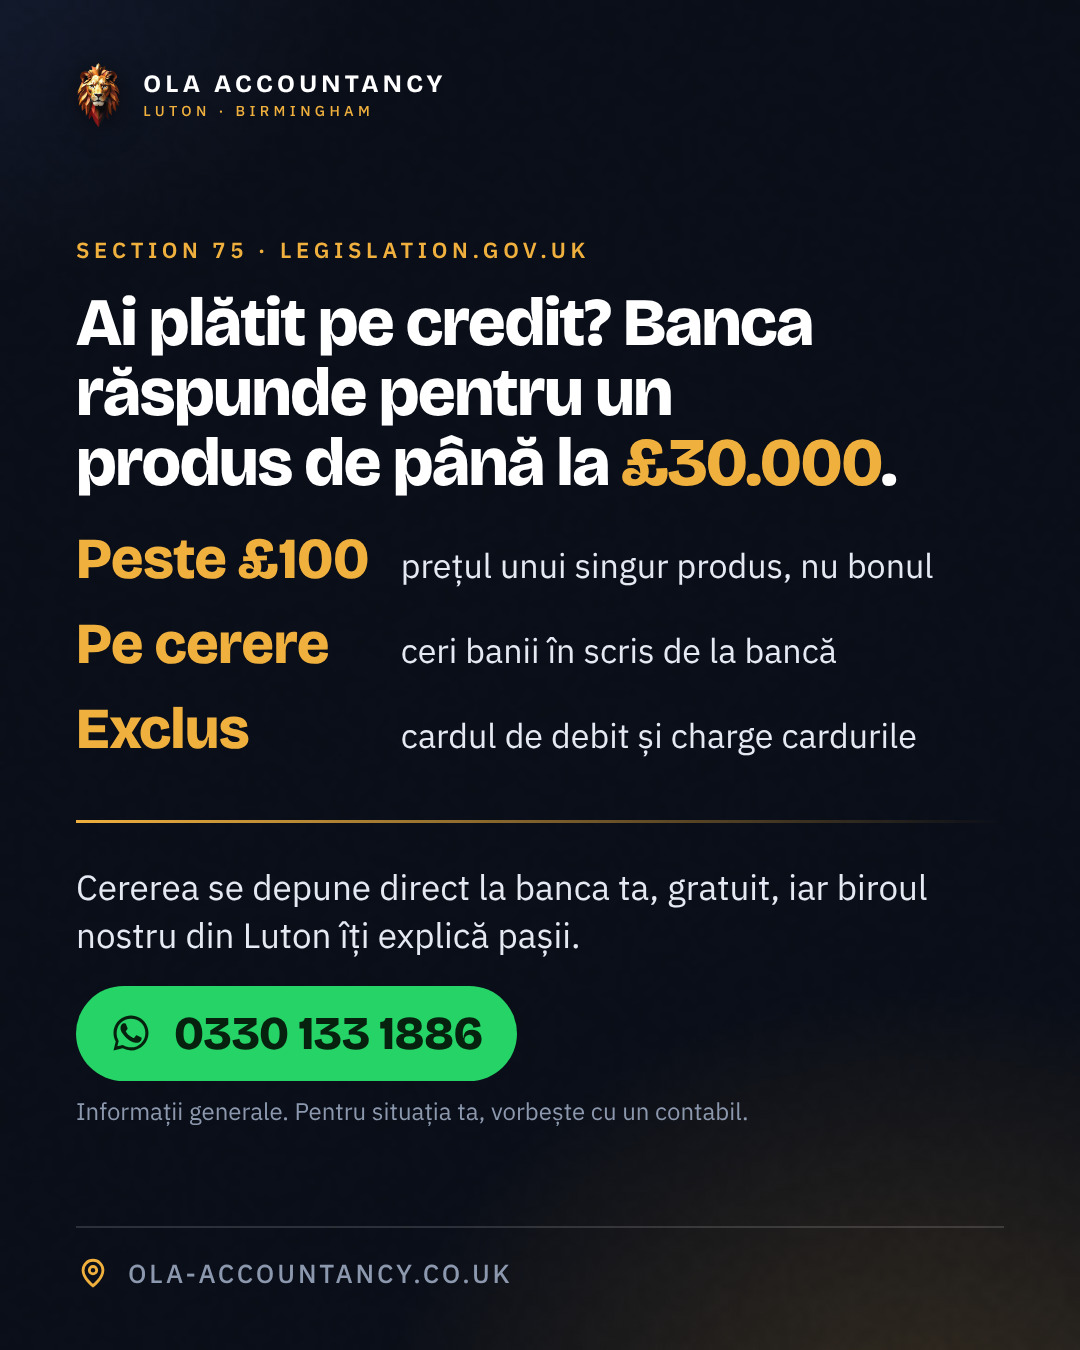 OLA ACCOUNTANCY
LUTON · BIRMINGHAM
SECTION 75 · LEGISLATION.GOV.UK
Ai plătit pe credit? Banca
răspunde pentru un
produs de până la £30.000.
Peste £100 prețul unui singur produs, nu bonul
Pe cerere ceri banii în scris de la bancă
Exclus cardul de debit și charge cardurile
Cererea se depune direct la banca ta, gratuit, iar biroul
nostru din Luton îți explică pașii.
0330 133 1886
Informații generale. Pentru situația ta, vorbește cu un contabil.
OLA-ACCOUNTANCY.CO.UK